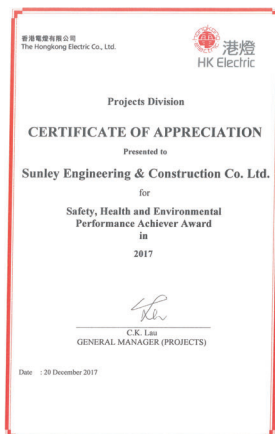 香港電燈有限公司
The Hongkong Electric Co., Ltd.
港燈
HK Electric
Projects Division
CERTIFICATE OF APPRECIATION
Presented to
Sunley Engineering & Construction Co. Ltd.
for
Safety, Health and Environmental
Performance Achiever Award
in
2017
C.K. Lau
GENERAL MANAGER (PROJECTS)
Date : 20 December 2017